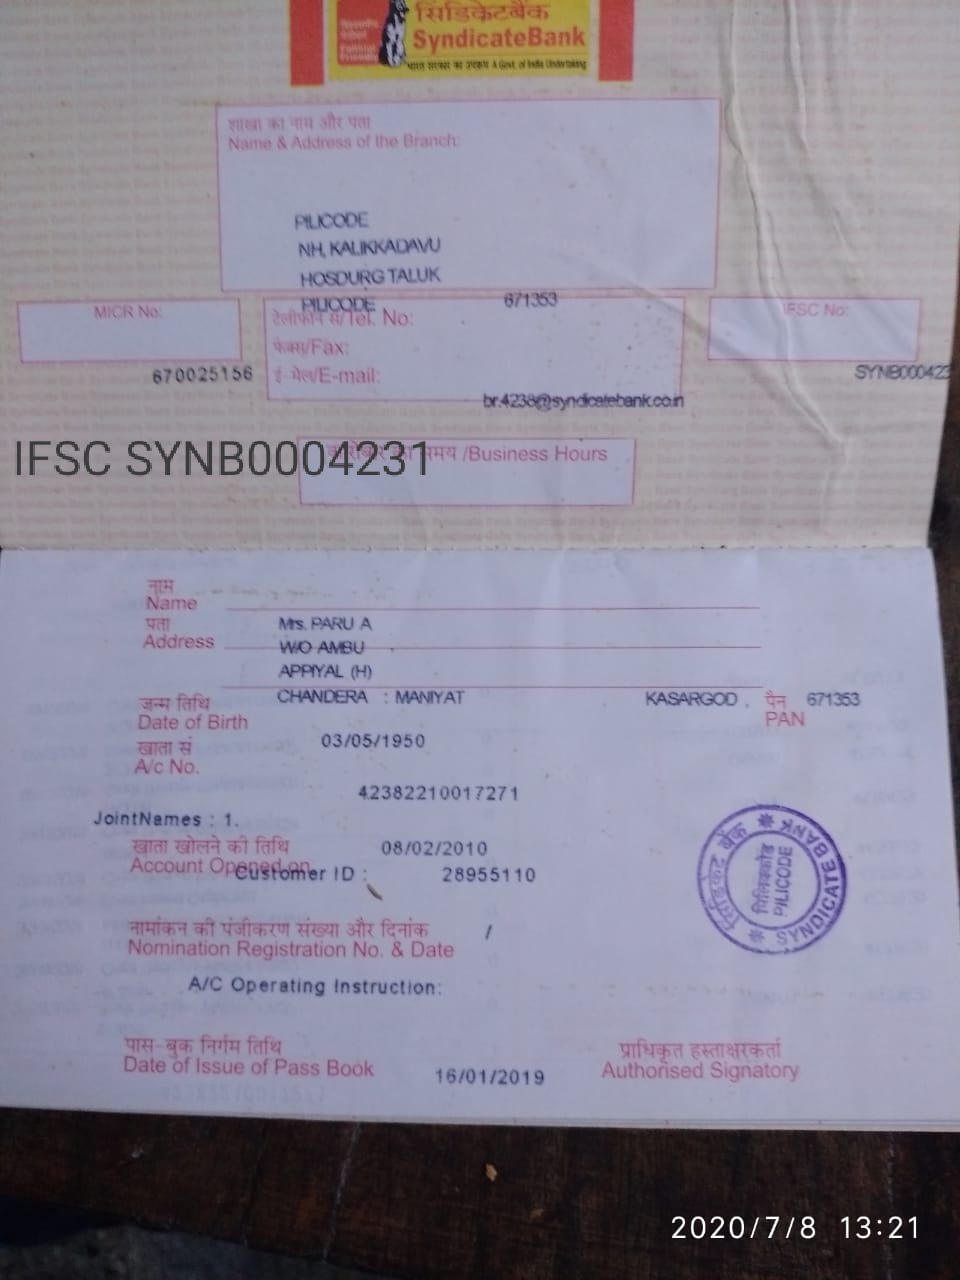 सिंडिकेटबैंक
SyndicateBank
भारत सरकार का उपक्रम A Govt. of India Undertaking
शाखा का नाम और पता
Name & Address of the Branch:
PILICODE
NH, KALIKKADAVU
HOSDURG TALUK
PILICODE 671353
MICR No:
670025156
टेलीफोन सं/Tel. No:
फेक्स/Fax:
ई-मेल/E-mail:
br.4238@syndicatebank.co.in
IFSC No:
SYNB000423
IFSC SYNB0004231
कारोबार का समय /Business Hours
नाम
Name
पता
Address
Mrs. PARU A
W/O AMBU
APPIYAL (H)
CHANDERA : MANIYAT KASARGOD , 671353
पैन
PAN
जन्म तिथि
Date of Birth
03/05/1950
खाता सं
A/c No.
42382210017271
JointNames : 1.
खाता खोलने की तिथि
Account Opened on
08/02/2010
Customer ID : 28955110
नामांकन की पंजीकरण संख्या और दिनांक /
Nomination Registration No. & Date
A/C Operating Instruction:
पास-बुक निर्गम तिथि
Date of Issue of Pass Book
16/01/2019
प्राधिकृत हस्ताक्षरकर्ता
Authorised Signatory
सिंडिकेट बैंक
पिलिक्कोड
PILICODE
SYNDICATE BANK
2020/7/8 13:21